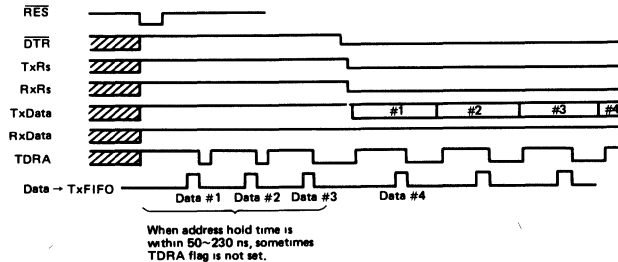 RES
DTR
TxRs
RxRs
TxData #1 #2 #3 #4
RxData
TDRA
Data → TxFIFO
Data #1 Data #2 Data #3 Data #4
When address hold time is
within 50~230 ns, sometimes
TDRA flag is not set.